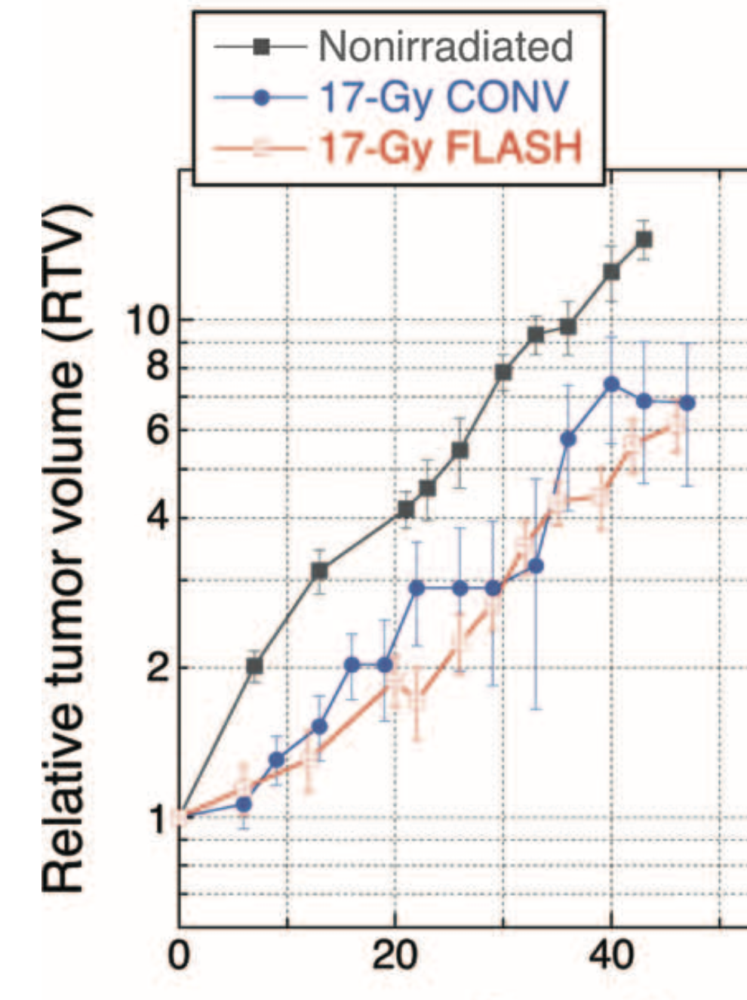 Nonirradiated
17-Gy CONV
17-Gy FLASH
Relative tumor volume (RTV)
10
8
6
4
2
1
0 20 40